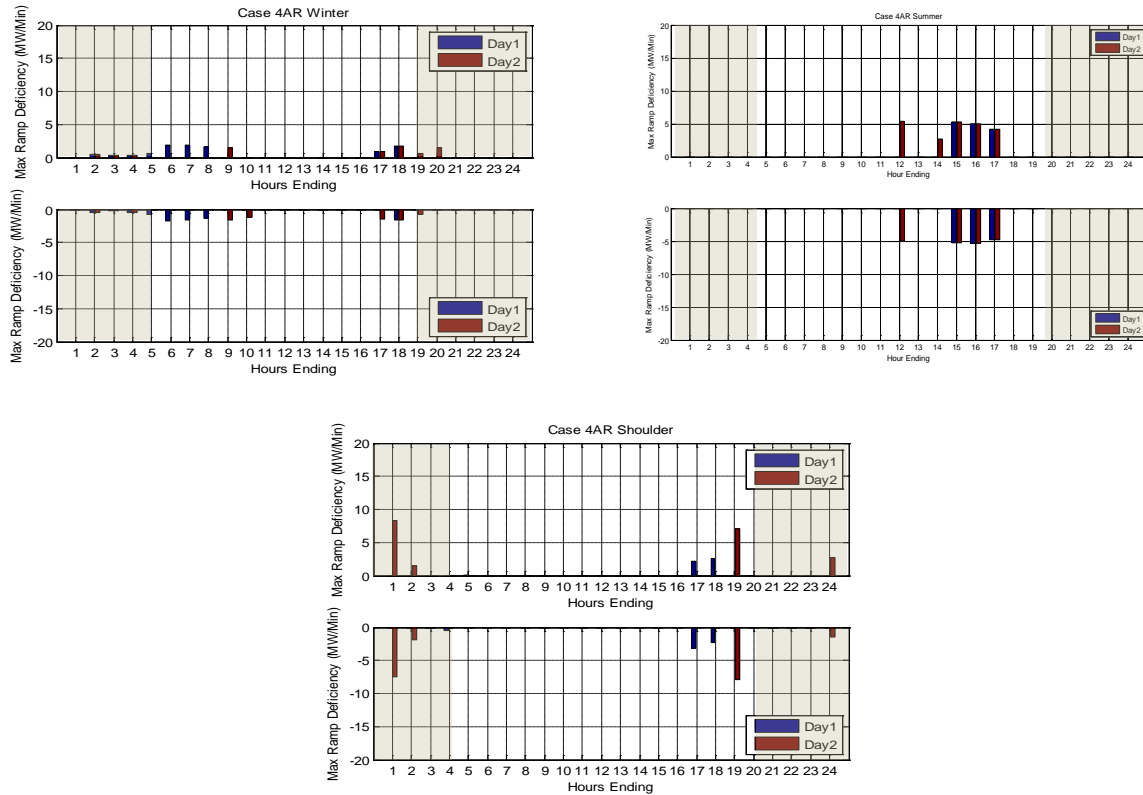 Case 4AR Winter
Max Ramp Deficiency (MW/Min)
20
15
10
5
0
Day1
Day2
1 2 3 4 5 6 7 8 9 10 11 12 13 14 15 16 17 18 19 20 21 22 23 24
Hours Ending
Max Ramp Deficiency (MW/Min)
0
-5
-10
-15
-20
Day1
Day2
1 2 3 4 5 6 7 8 9 10 11 12 13 14 15 16 17 18 19 20 21 22 23 24
Hours Ending
Case 4AR Summer
Max Ramp Deficiency (MW/Min)
20
15
10
5
0
Day1
Day2
1 2 3 4 5 6 7 8 9 10 11 12 13 14 15 16 17 18 19 20 21 22 23 24
Hour Ending
Max Ramp Deficiency (MW/Min)
0
-5
-10
-15
-20
Day1
Day2
1 2 3 4 5 6 7 8 9 10 11 12 13 14 15 16 17 18 19 20 21 22 23 24
Hour Ending
Case 4AR Shoulder
Max Ramp Deficiency (MW/Min)
20
15
10
5
0
Day1
Day2
1 2 3 4 5 6 7 8 9 10 11 12 13 14 15 16 17 18 19 20 21 22 23 24
Hours Ending
Max Ramp Deficiency (MW/Min)
0
-5
-10
-15
-20
Day1
Day2
1 2 3 4 5 6 7 8 9 10 11 12 13 14 15 16 17 18 19 20 21 22 23 24
Hours Ending